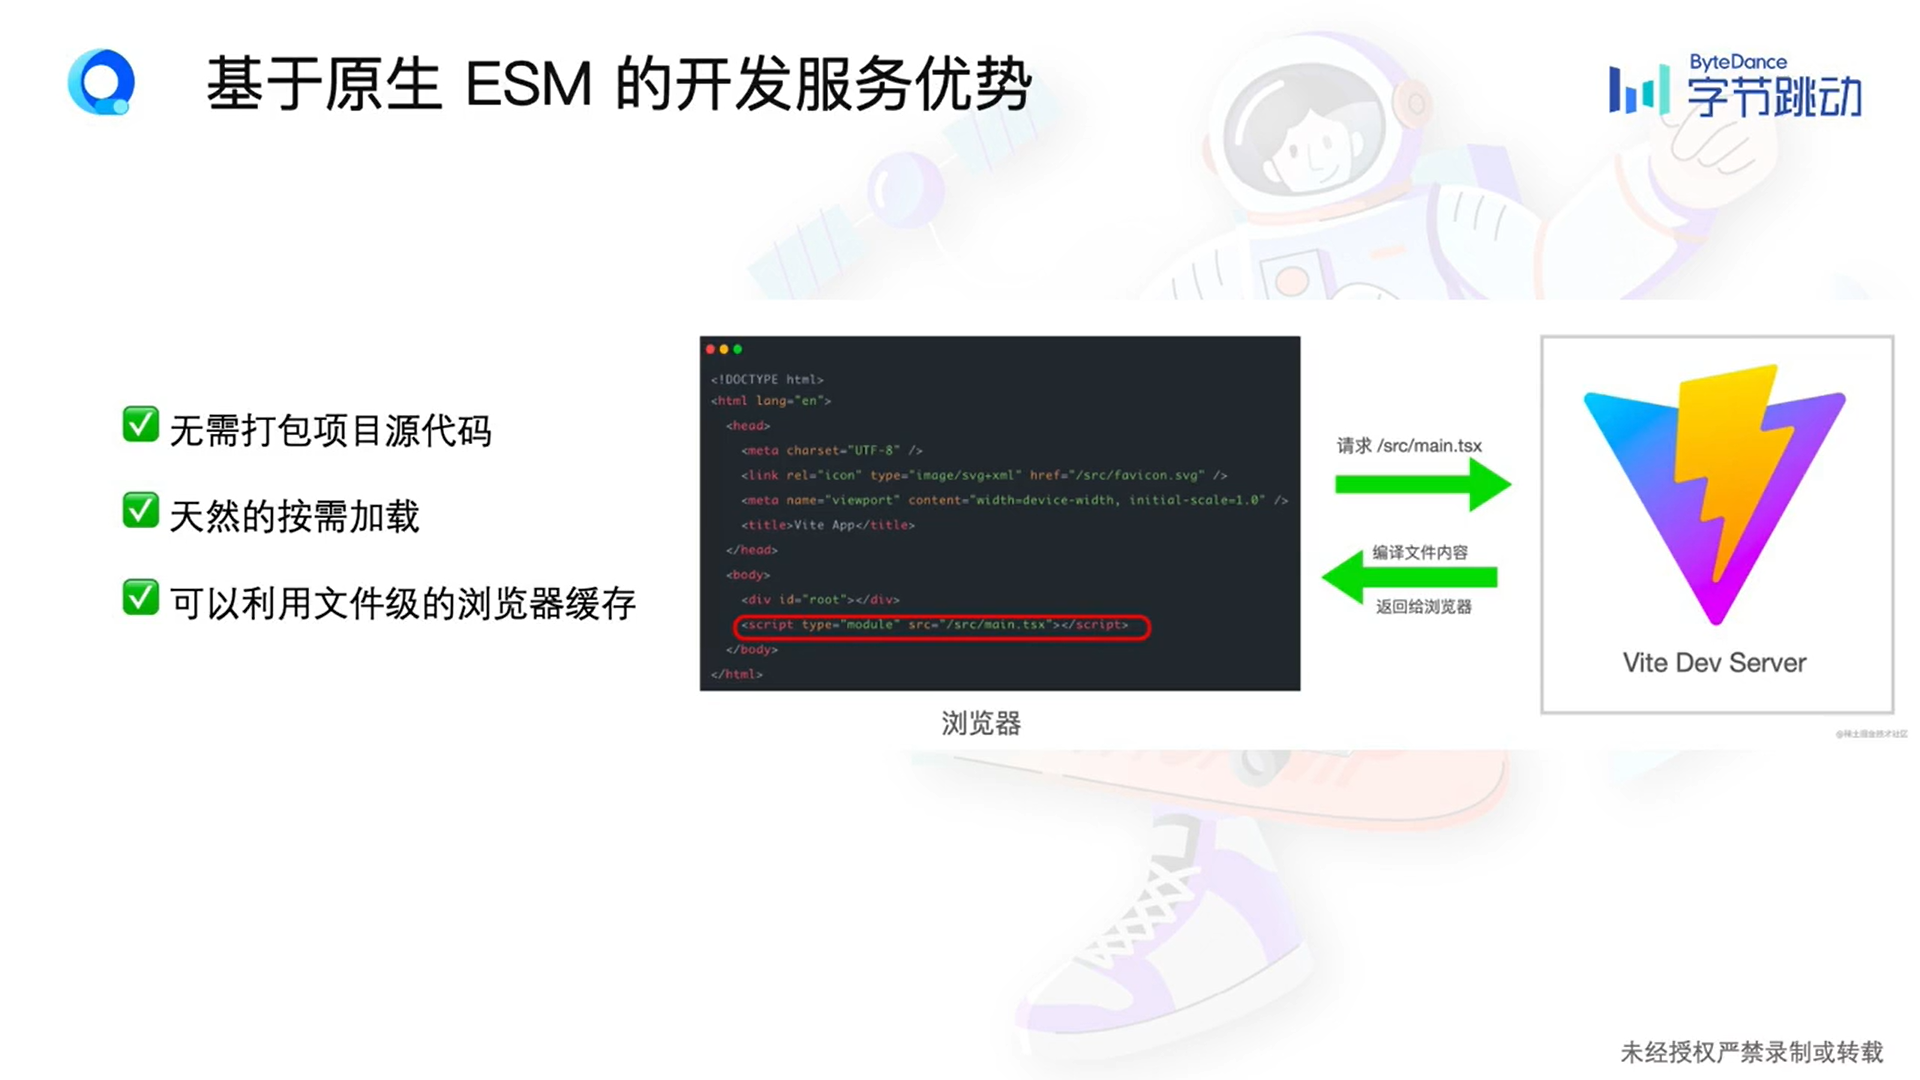 基于原生 ESM 的开发服务优势
ByteDance
字节跳动
无需打包项目源代码
天然的按需加载
可以利用文件级的浏览器缓存
<!DOCTYPE html>
<html lang="en">
<head>
<meta charset="UTF-8" />
<link rel="icon" type="image/svg+xml" href="/src/favicon.svg" />
<meta name="viewport" content="width=device-width, initial-scale=1.0" />
<title>Vite App</title>
</head>
<body>
<div id="root"></div>
<script type="module" src="/src/main.tsx"></script>
</body>
</html>
浏览器
请求 /src/main.tsx
编译文件内容
返回给浏览器
Vite Dev Server
@稀土掘金技术社区
未经授权严禁录制或转载